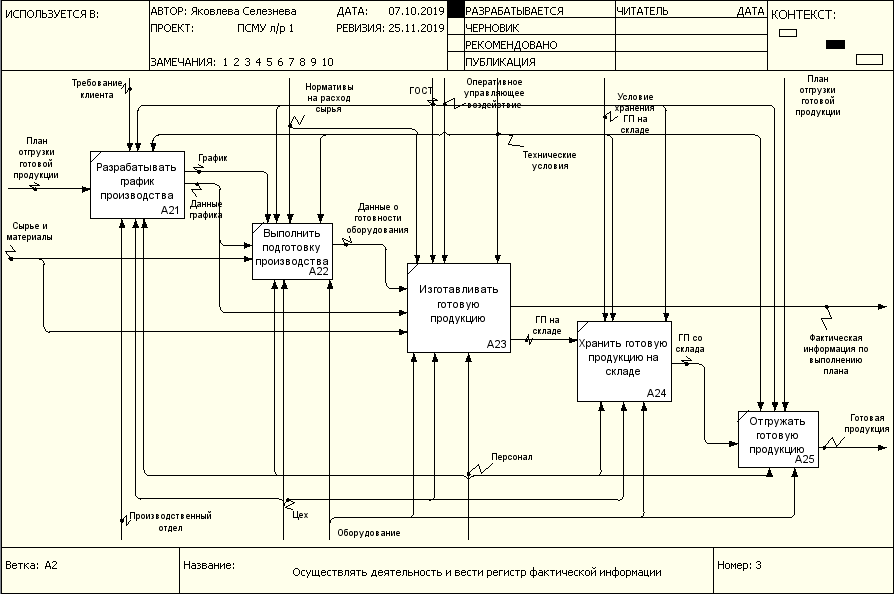 ИСПОЛЬЗУЕТСЯ В:
АВТОР: Яковлева Селезнева
ДАТА: 07.10.2019
ПРОЕКТ: ПСМУ л/р 1
РЕВИЗИЯ: 25.11.2019
ЗАМЕЧАНИЯ: 1 2 3 4 5 6 7 8 9 10
РАЗРАБАТЫВАЕТСЯ
ЧЕРНОВИК
РЕКОМЕНДОВАНО
ПУБЛИКАЦИЯ
ЧИТАТЕЛЬ
ДАТА
КОНТЕКСТ:
Требование
клиента
Нормативы
на расход
сырья
ГОСТ
Оперативное
управляющее
воздействие
Условие
хранения
ГП на
складе
План
отгрузки
готовой
продукции
План
отгрузки
готовой
продукции
Разрабатывать
график
производства
A21
График
Данные
графика
Технические
условия
Сырье и
материалы
Выполнить
подготовку
производства
A22
Данные о
готовности
оборудования
Изготавливать
готовую
продукцию
A23
ГП на
складе
Хранить готовую
продукцию на
складе
A24
ГП со
склада
Фактическая
информация по
выполнению
плана
Отгружать
готовую
продукцию
A25
Готовая
продукция
Персонал
Производственный
отдел
Цех
Оборудование
Ветка: A2
Название:
Осуществлять деятельность и вести регистр фактической информации
Номер: 3